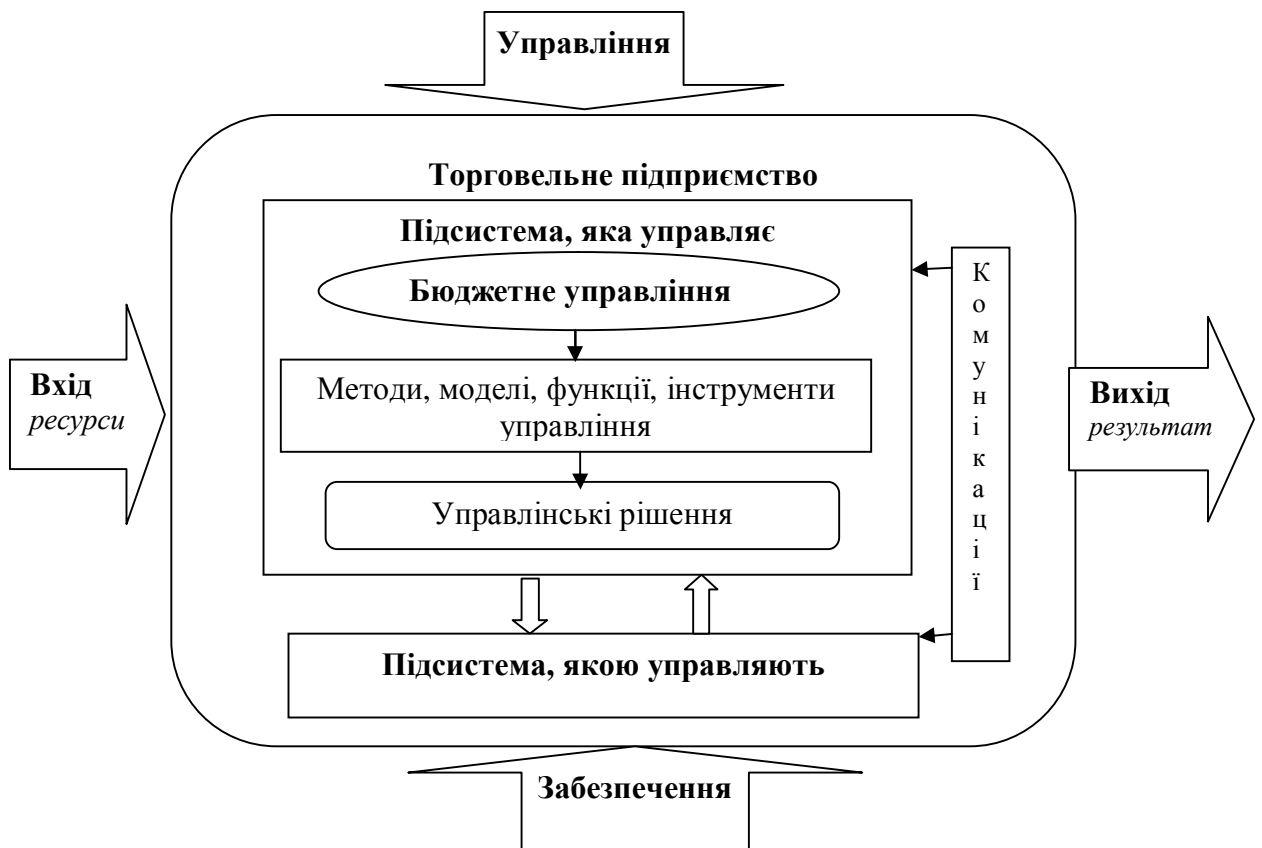 Управління
Торговельне підприємство
Підсистема, яка управляє
Бюджетне управління
Методи, моделі, функції, інструменти
управління
Управлінські рішення
Комунікації
Вхід
ресурси
Вихід
результат
Підсистема, якою управляють
Забезпечення